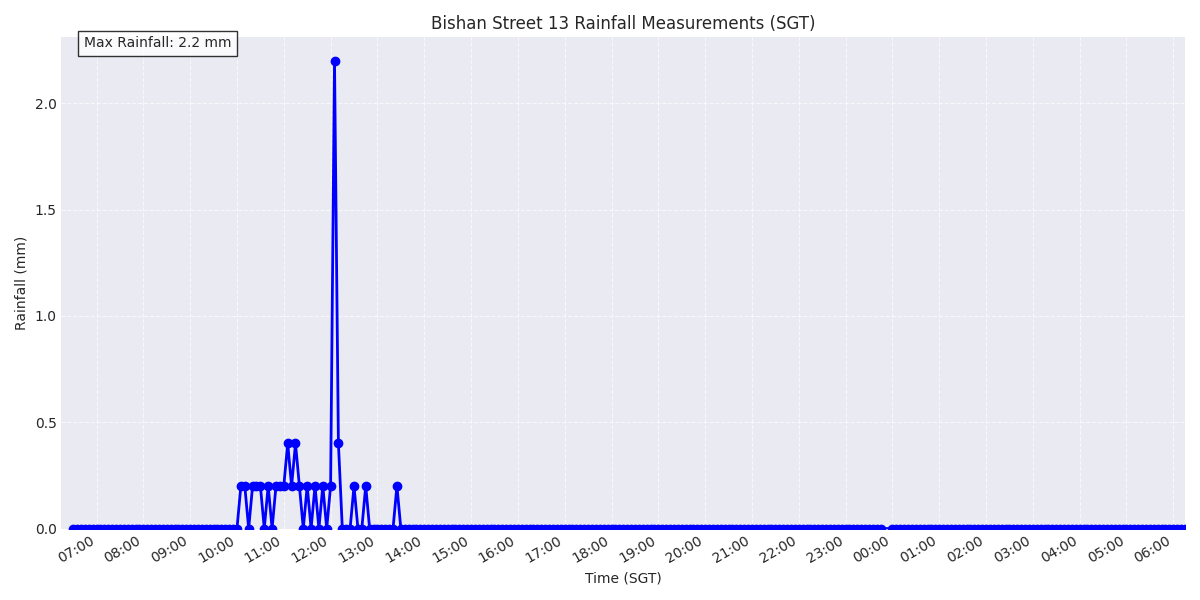 Bishan Street 13 Rainfall Measurements (SGT)
Max Rainfall: 2.2 mm
Rainfall (mm)
2.0
1.5
1.0
0.5
0.0
07:00 08:00 09:00 10:00 11:00 12:00 13:00 14:00 15:00 16:00 17:00 18:00 19:00 20:00 21:00 22:00 23:00 00:00 01:00 02:00 03:00 04:00 05:00 06:00
Time (SGT)